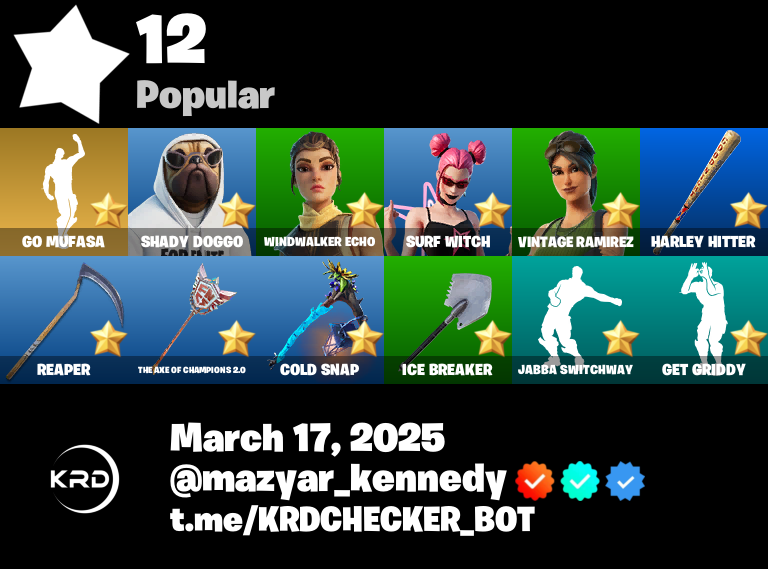 12
Popular
GO MUFASA
SHADY DOGGO
WINDWALKER ECHO
SURF WITCH
VINTAGE RAMIREZ
HARLEY HITTER
REAPER
THE AXE OF CHAMPIONS 2.0
COLD SNAP
ICE BREAKER
JABBA SWITCHWAY
GET GRIDDY
March 17, 2025
KRD
@mazyar_kennedy
t.me/KRDCHECKER_BOT